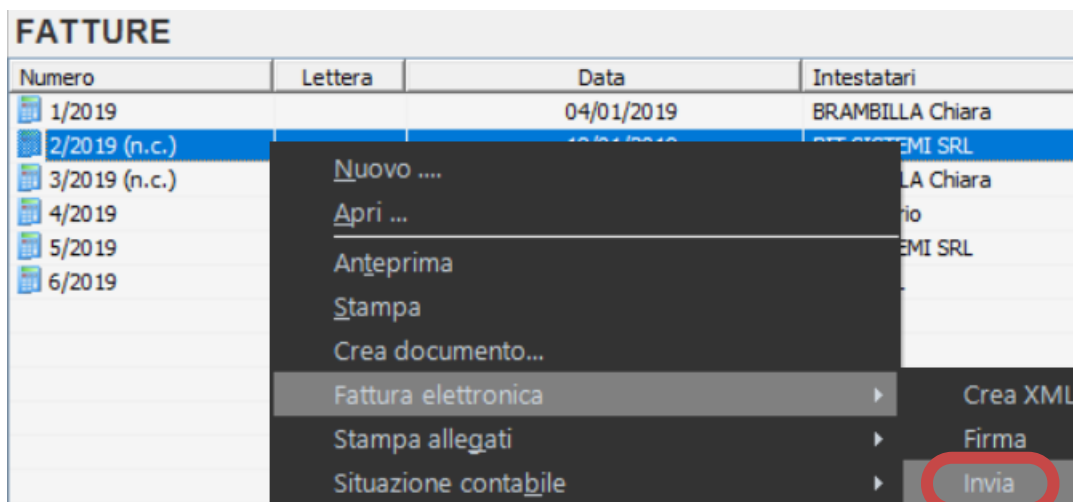 FATTURE
Numero Lettera Data Intestatari
1/2019 04/01/2019 BRAMBILLA Chiara
2/2019 (n.c.) SRL
3/2019 (n.c.) LA Chiara
4/2019 rio
5/2019 EMI SRL
6/2019
Nuovo ....
Apri ...
Anteprima
Stampa
Crea documento...
Fattura elettronica
Stampa allegati
Situazione contabile
Crea XML
Firma
Invia